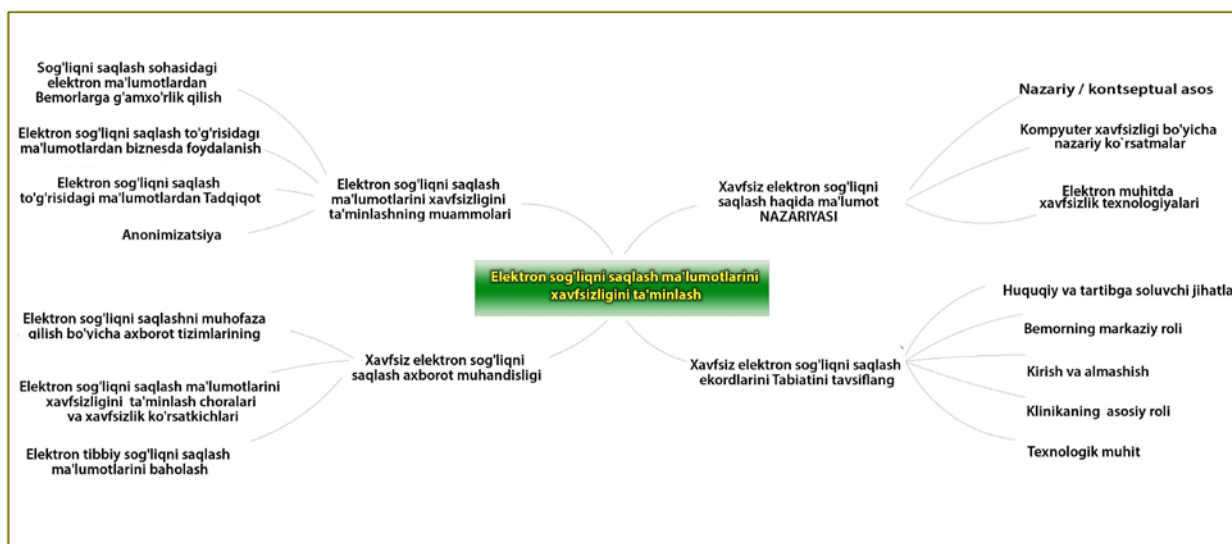 Sog'liqni saqlash sohasidagi
elektron ma'lumotlardan
Bemorlarga g'amxo'rlik qilish
Elektron sog'liqni saqlash to'g'risidagı
ma'lumotlardan biznesda foydalanish
Elektron sog'liqni saqlash
to'g'risidagi ma'lumotlardan Tadqiqot
Anonimizatsiya
Elektron sog'liqni saqlash
ma'lumotlarini xavfsizligini
ta'minlashning muammolari
Xavfsiz elektron sog'liqni
saqlash haqida ma'lumot
NAZARIYASI
Nazariy / kontseptual asos
Kompyuter xavfsizligi bo'yicha
nazariy ko`rsatmalar
Elektron muhitda
xavfsizlik texnologiyalari
Elektron sog'liqni saqlash ma'lumotlarini
xavfsizligini ta'minlash
Elektron sog'liqni saqlashni muhofaza
qilish bo'yicha axborot tizimlarining
Elektron sog'liqni saqlash ma'lumotlarini
xavfsizligini ta'minlash choralari
va xavfsizlik ko'rsatkichlari
Elektron tibbiy sog'liqni saqlash
ma'lumotlarini baholash
Xavfsiz elektron sog'liqni
saqlash axborot muhandisligi
Xavfsiz elektron sog'liqni saqlash
ekordlarini Tabiatini tavsiflang
Huquqiy va tartibga soluvchi jihatla
Bemorning markaziy roli
Kirish va almashish
Klinikaning asosiy roli
Texnologik muhit